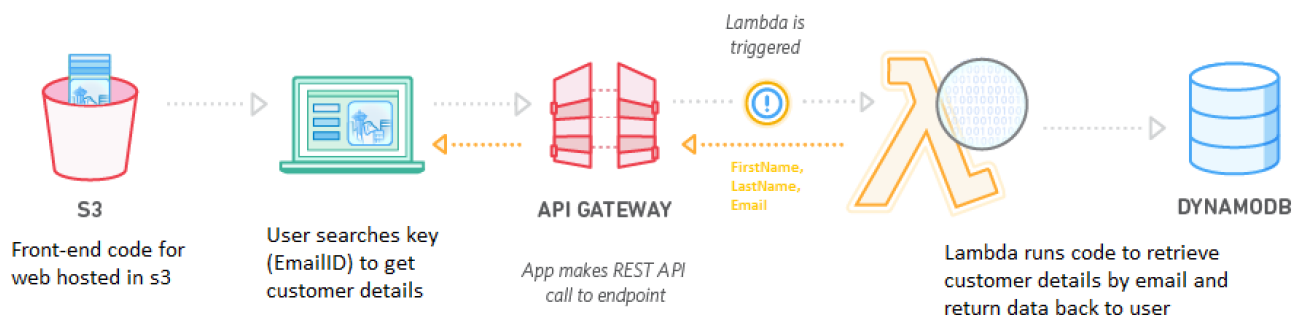 S3
Front-end code for
web hosted in s3
User searches key
(EmailID) to get
customer details
API GATEWAY
App makes REST API
call to endpoint
Lambda is
triggered
FirstName,
LastName,
Email
Lambda runs code to retrieve
customer details by email and
return data back to user
DYNAMODB